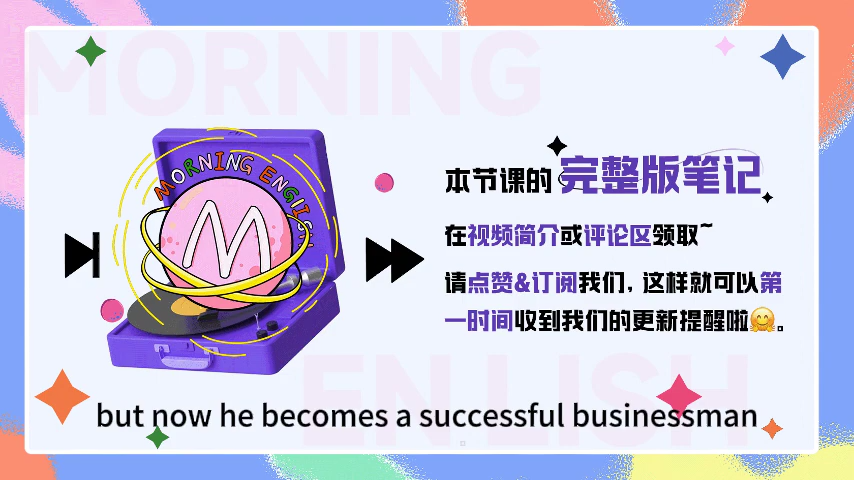 MORNING
MORNING ENGLISH
M
本节课的 完整版笔记
在视频简介或评论区领取~
请点赞&订阅我们，这样就可以第
一时间收到我们的更新提醒啦🤗。
EN LISH
but now he becomes a successful businessman